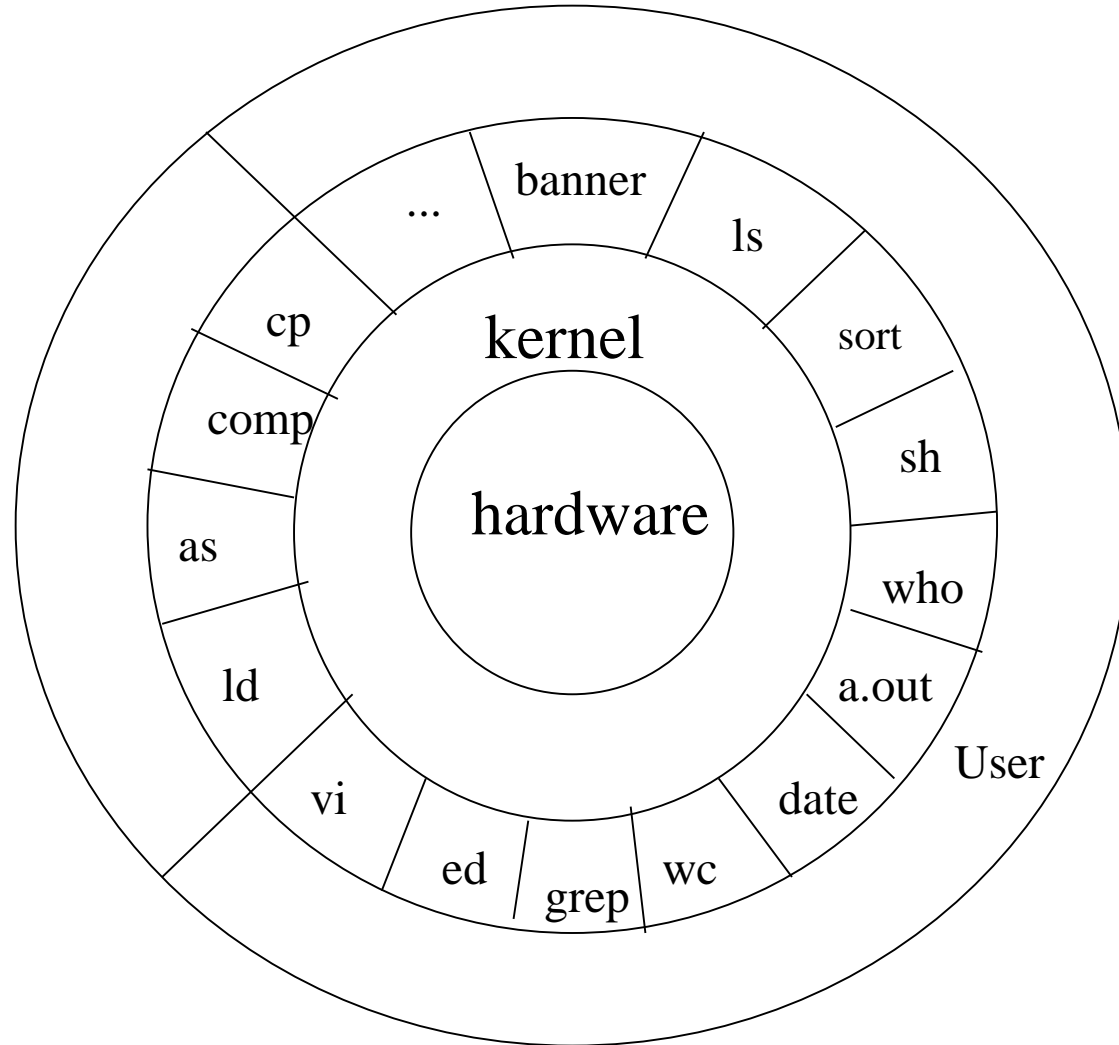 banner
...
ls
cp
kernel
sort
comp
sh
hardware
as
who
ld
a.out
User
vi
date
ed
wc
grep